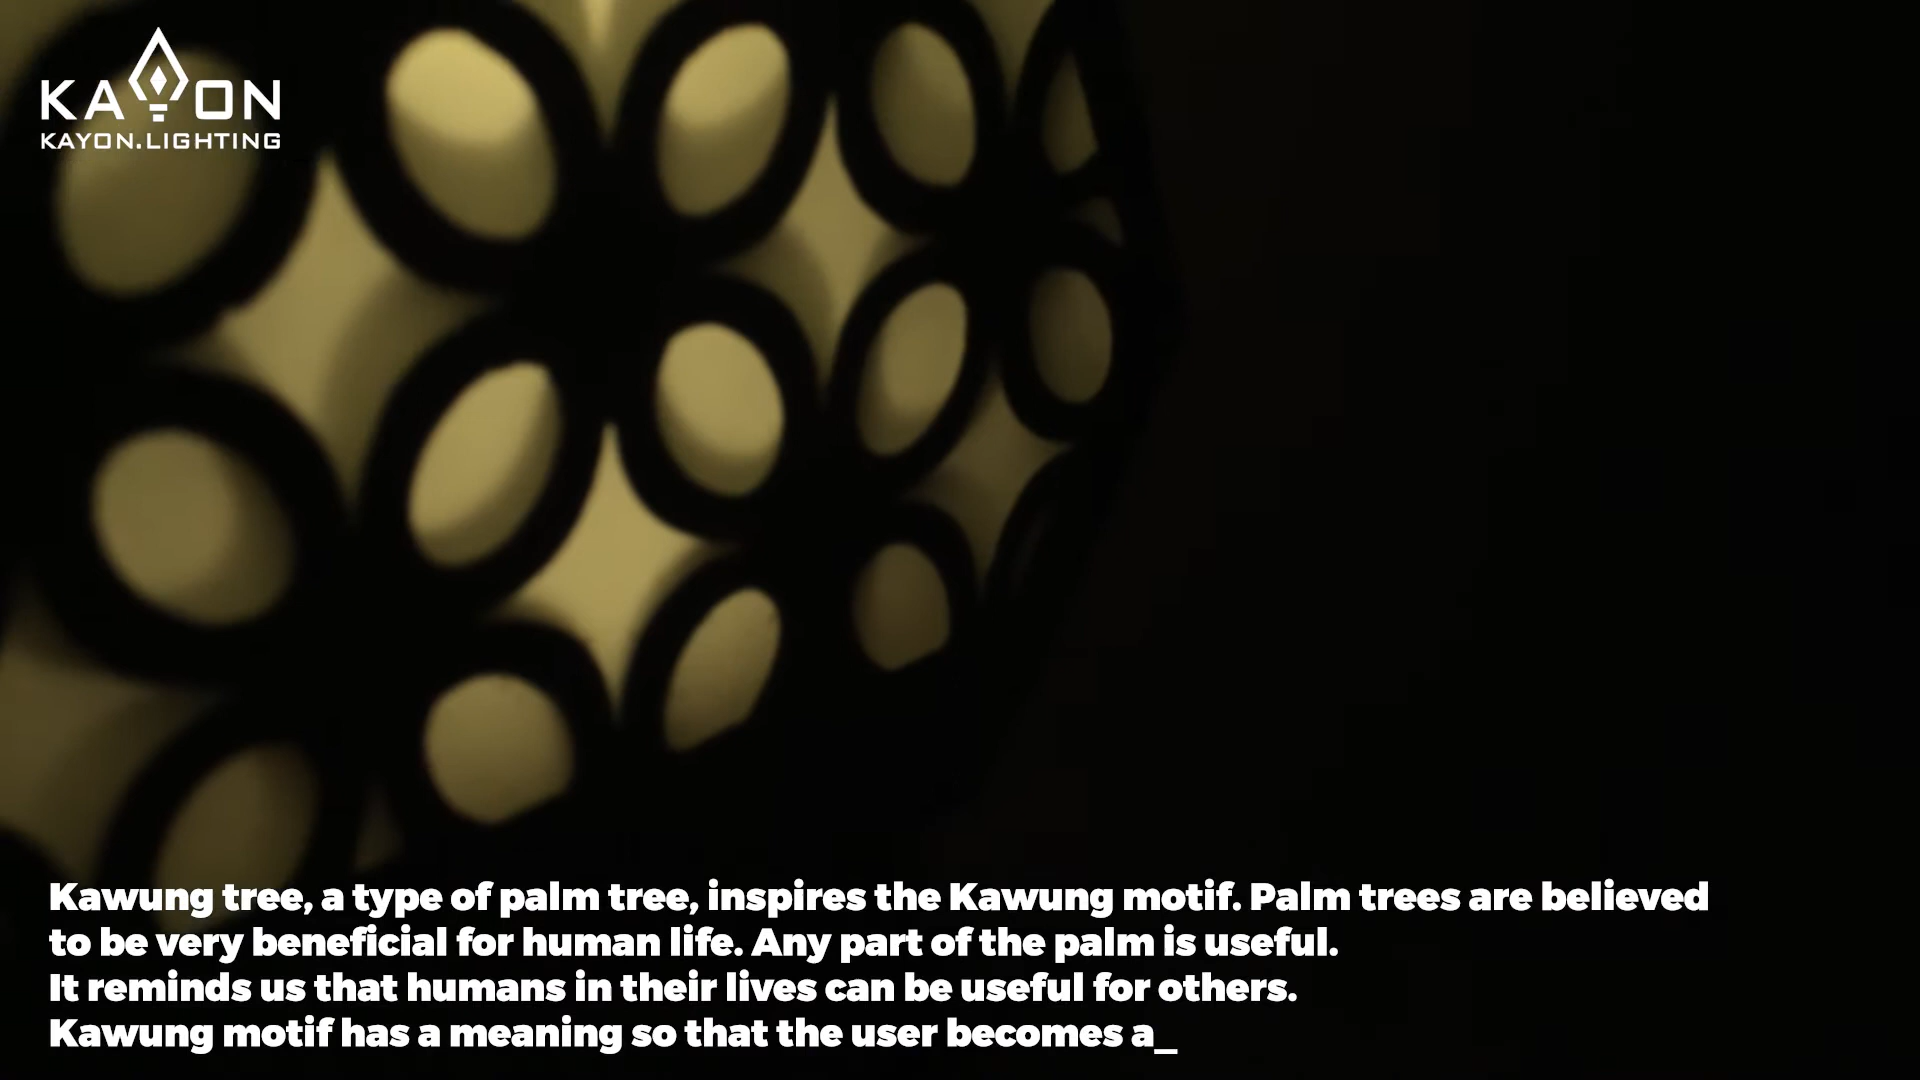 KAYON
KAYON.LIGHTING
Kawung tree, a type of palm tree, inspires the Kawung motif. Palm trees are believed
to be very beneficial for human life. Any part of the palm is useful.
It reminds us that humans in their lives can be useful for others.
Kawung motif has a meaning so that the user becomes a_